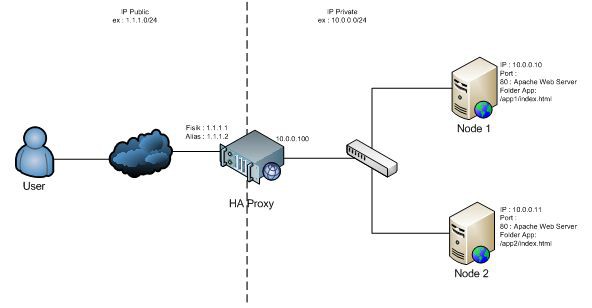 IP Public
ex : 1.1.1.0/24
IP Private
ex : 10.0.0.0/24
Fisik : 1.1.1.1
Alias : 1.1.1.2
10.0.0.100
User
HA Proxy
IP : 10.0.0.10
Port :
80 : Apache Web Server
Folder App:
/app1/index.html
Node 1
IP : 10.0.0.11
Port :
80 : Apache Web Server
Folder App:
/app2/index.html
Node 2